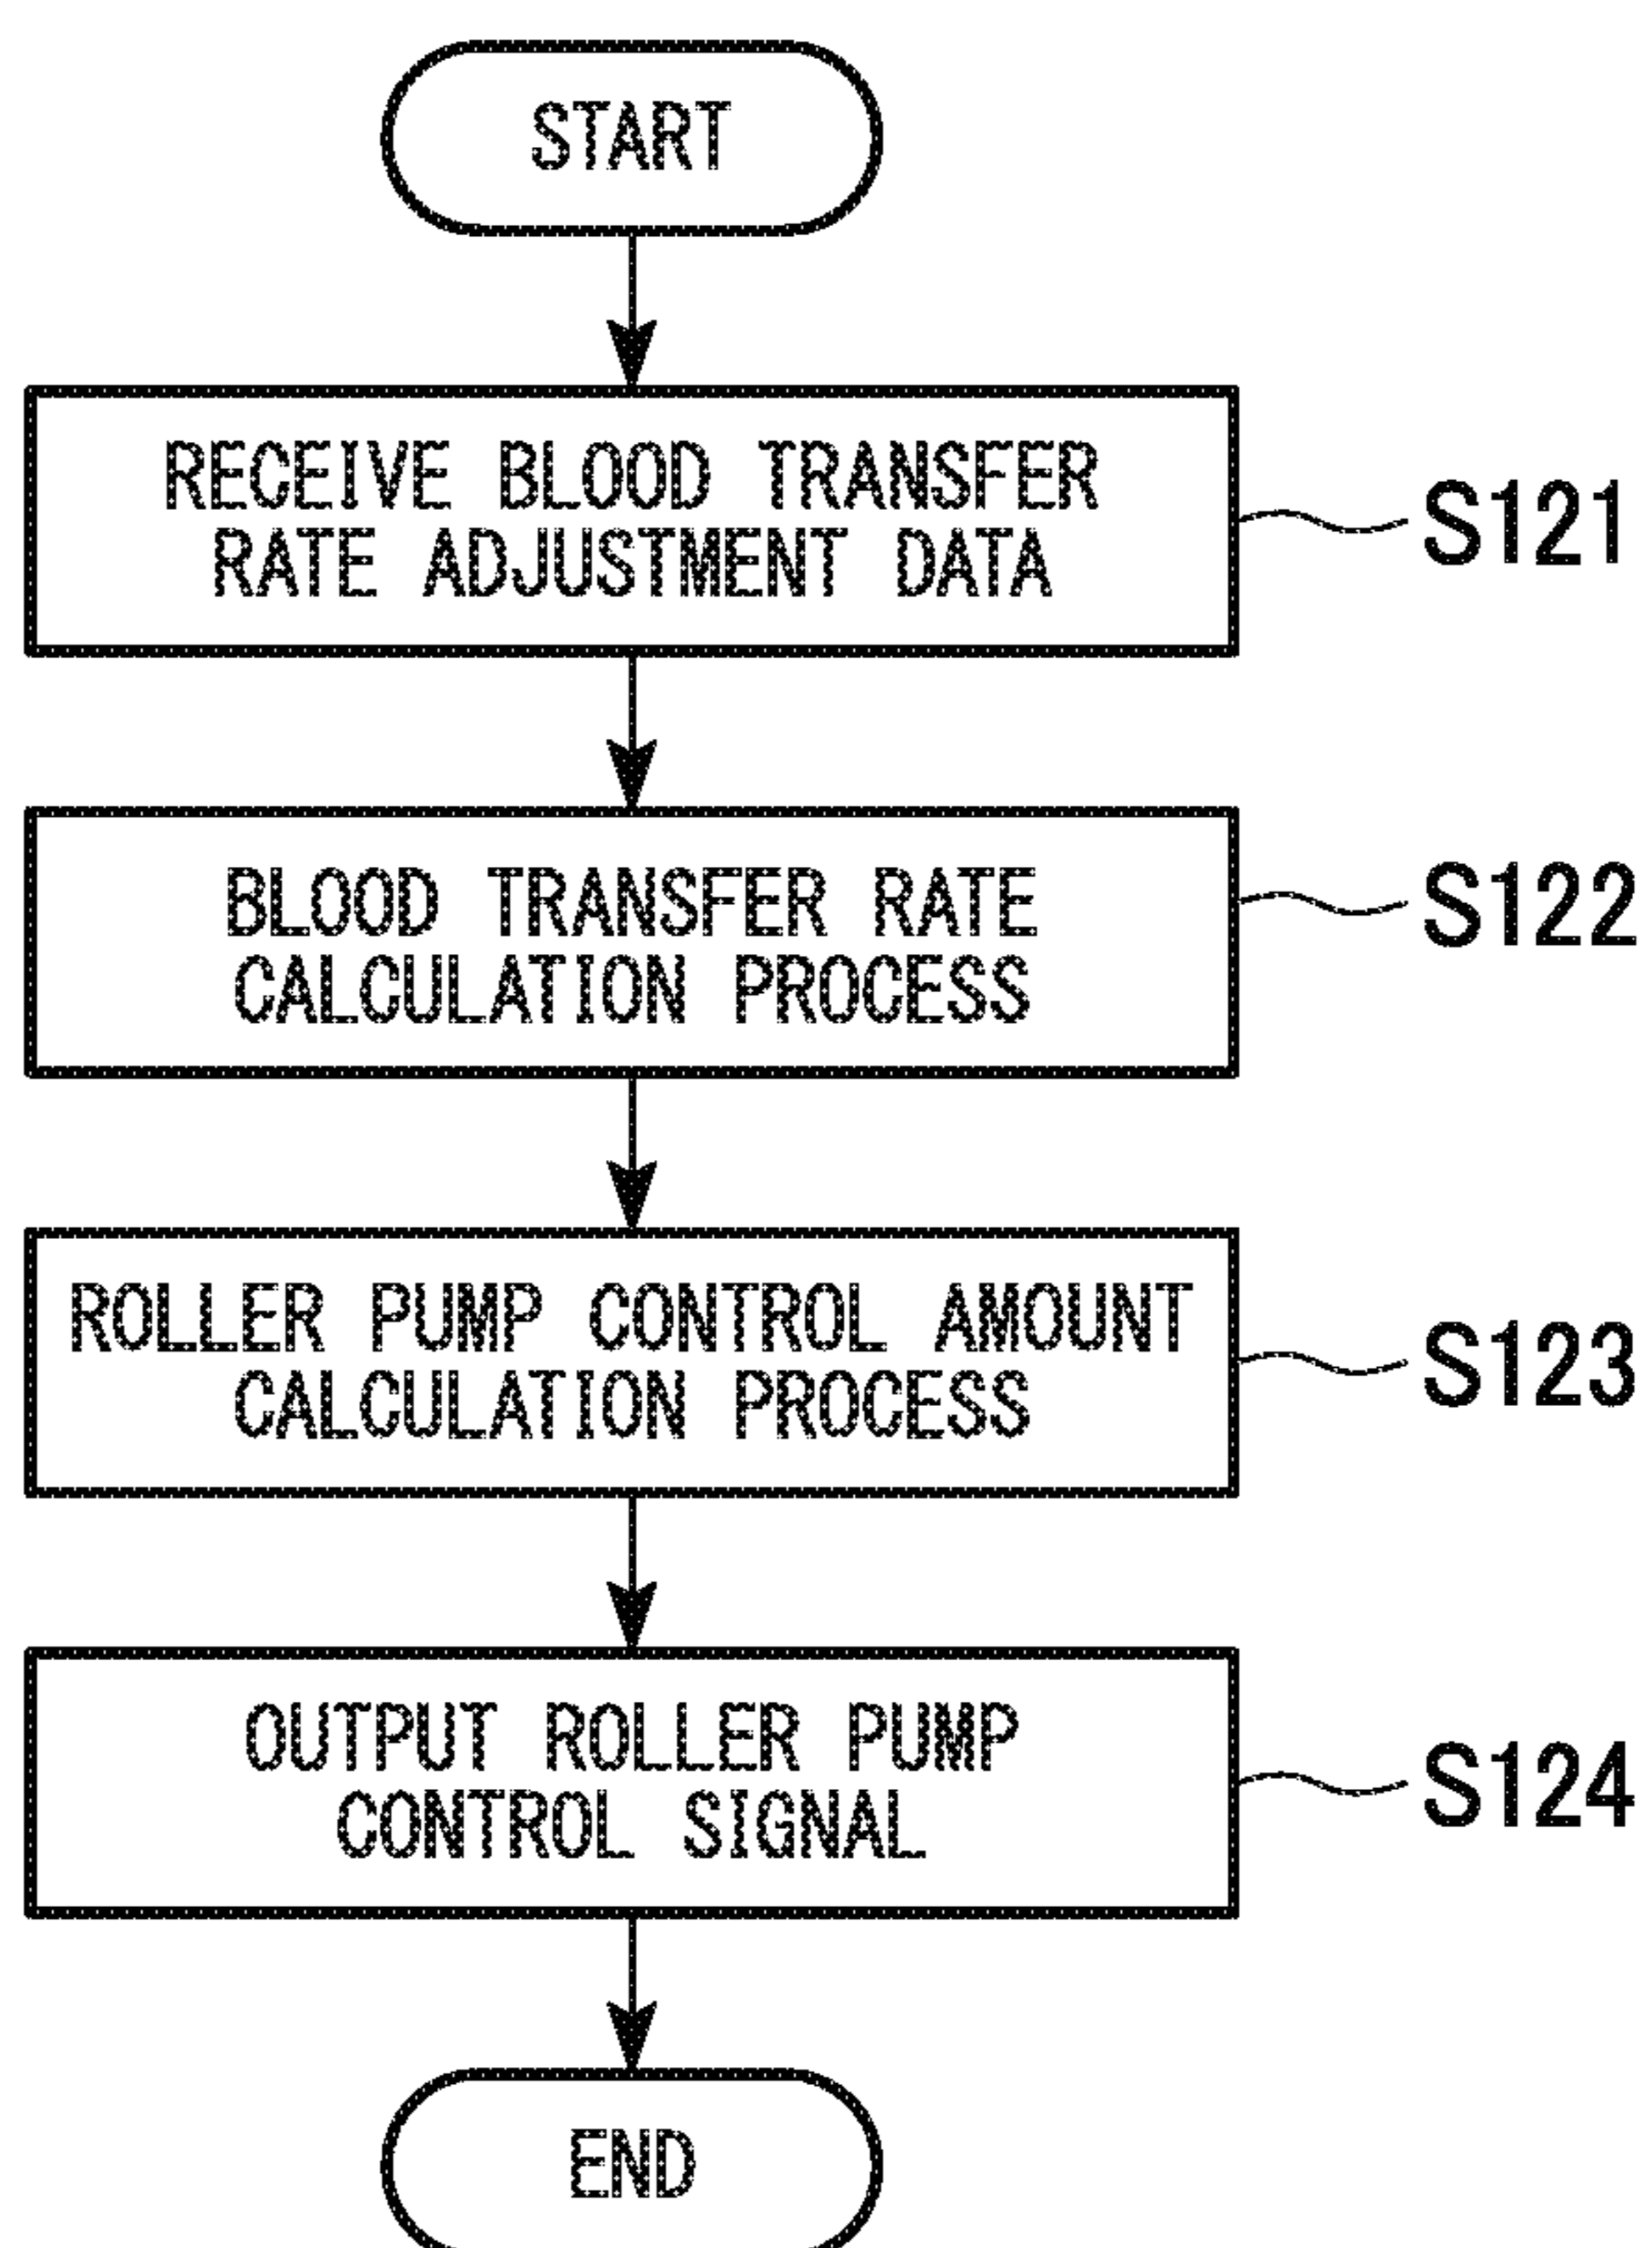 START
RECEIVE BLOOD TRANSFER
RATE ADJUSTMENT DATA
S121
BLOOD TRANSFER RATE
CALCULATION PROCESS
S122
ROLLER PUMP CONTROL AMOUNT
CALCULATION PROCESS
S123
OUTPUT ROLLER PUMP
CONTROL SIGNAL
S124
END